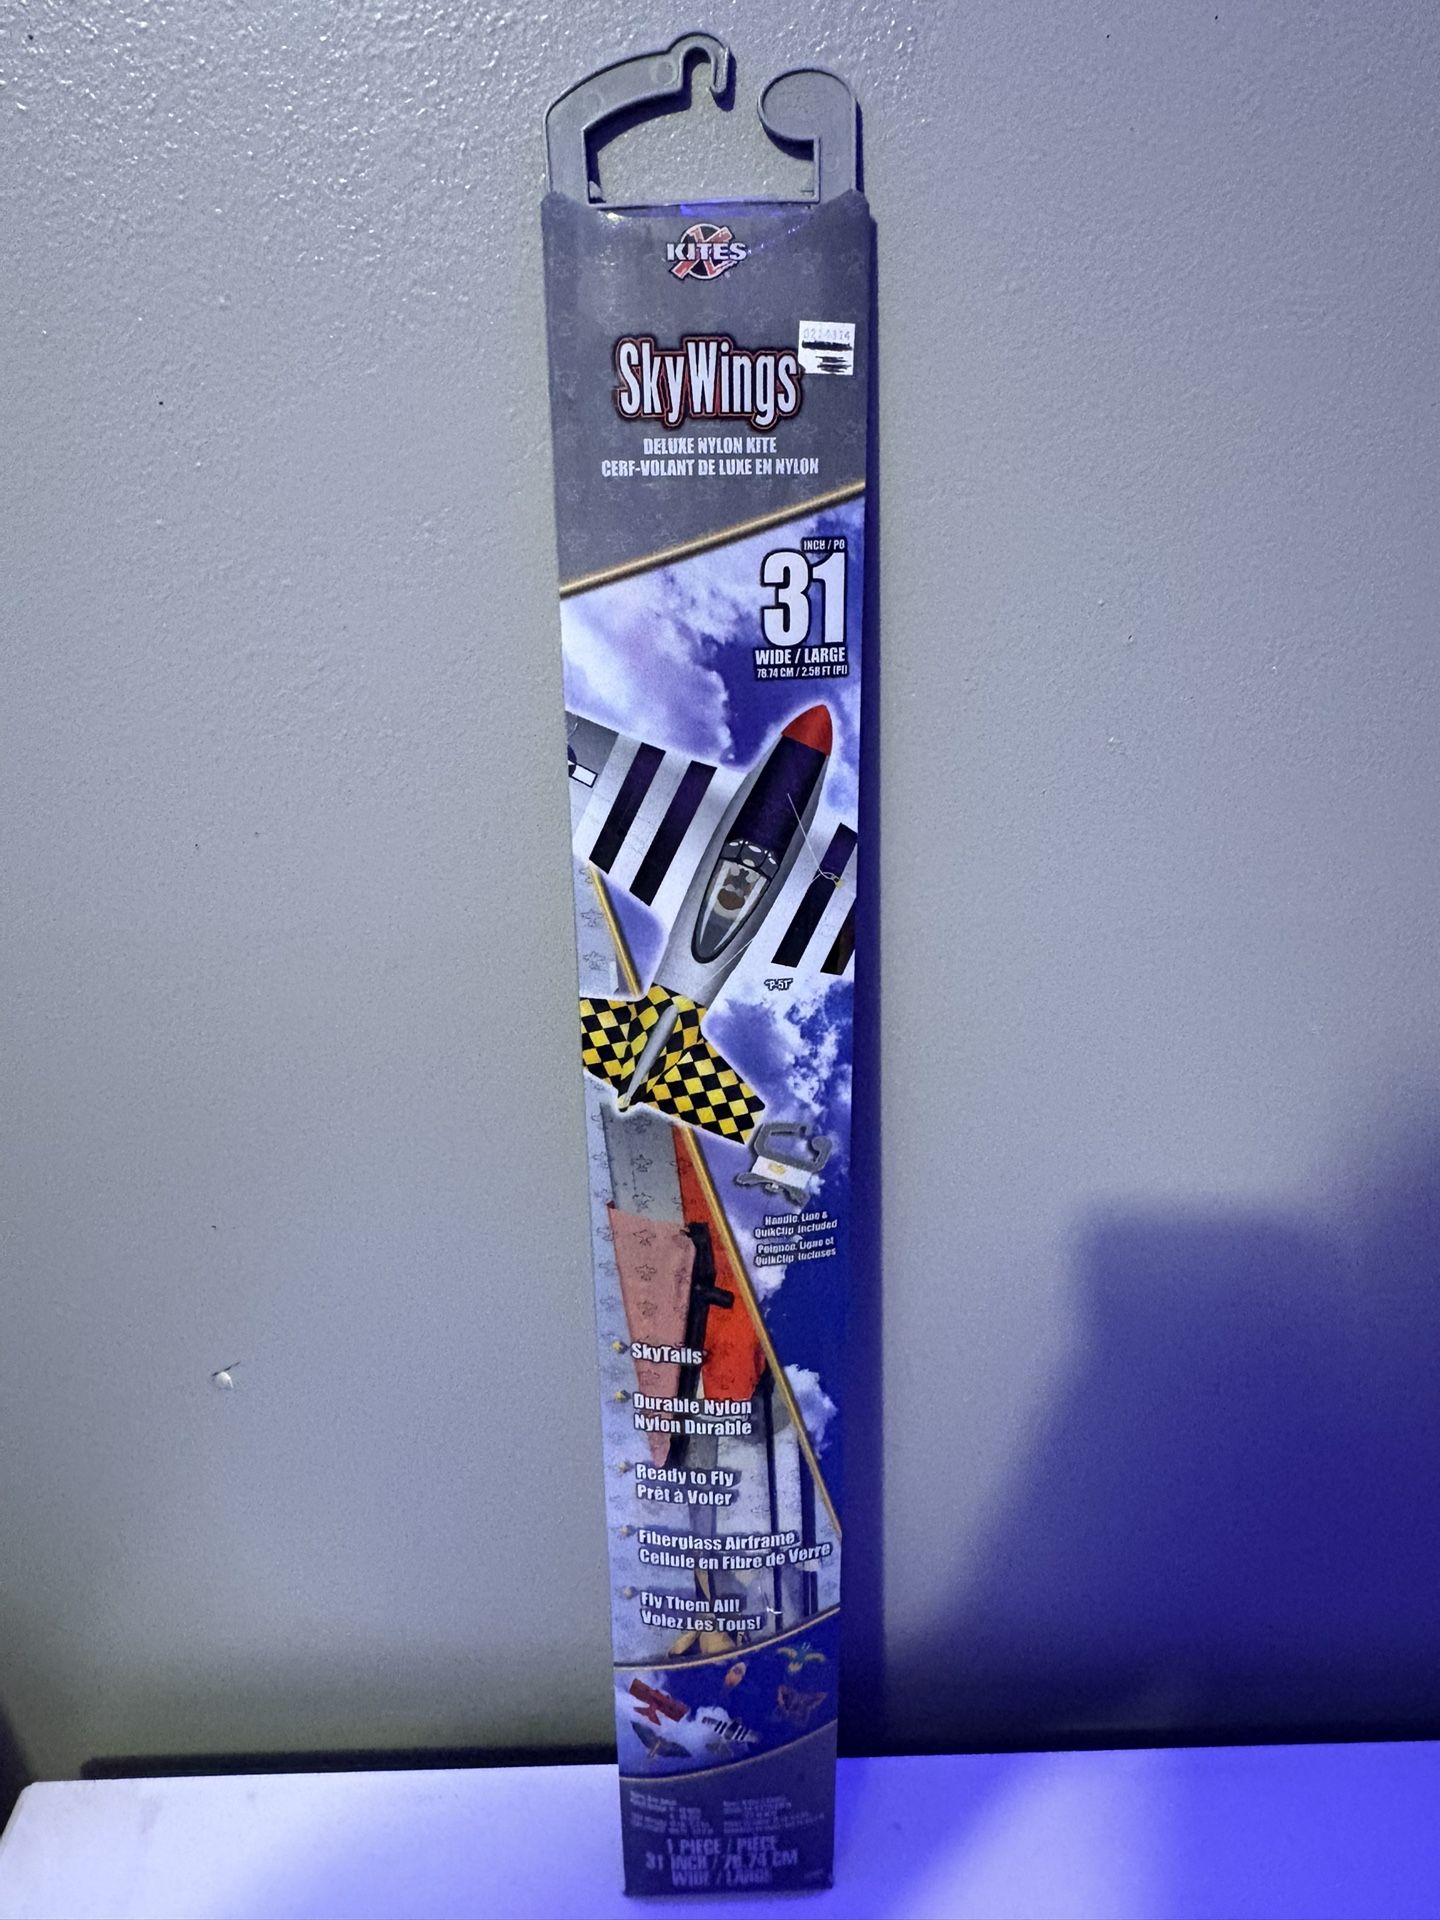 KITES
SkyWings
DELUXE NYLON KITE
CERF-VOLANT DE LUXE EN NYLON
INCH / PO
31
WIDE / LARGE
78.74 CM / 2.58 FT (PI)
"P-51"
Handle, Line &
QuikClip Included
Poignée, Ligne et
QuikClip Incluses
SkyTails
Durable Nylon
Nylon Durable
Ready to Fly
Prêt à Voler
Fiberglass Airframe
Cellule en Fibre de Verre
Fly Them All!
Volez Les Tous!
1 PIECE / PIÈCE
31 INCH / 78.74 CM
WIDE / LARGE